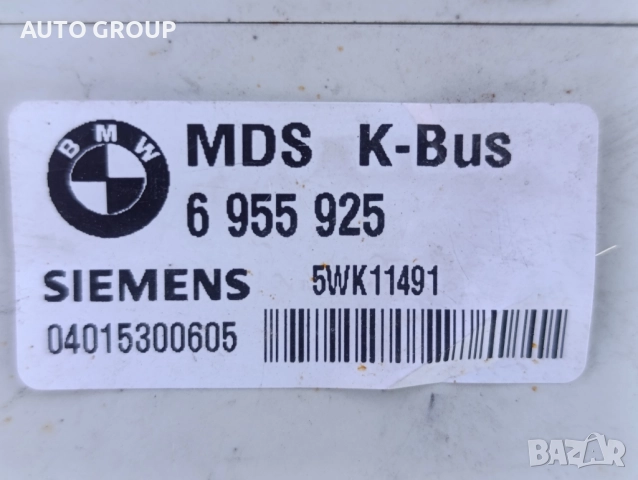 AUTO GROUP
BMW
MDS K-Bus
6 955 925
SIEMENS 5WK11491
04015300605
BAZAR